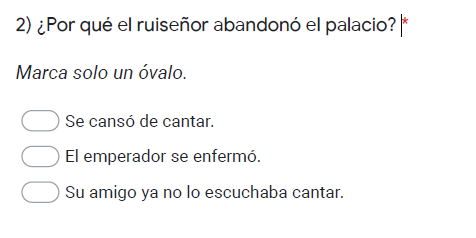 2) ¿Por qué el ruiseñor abandonó el palacio? *
Marca solo un óvalo.
Se cansó de cantar.
El emperador se enfermó.
Su amigo ya no lo escuchaba cantar.